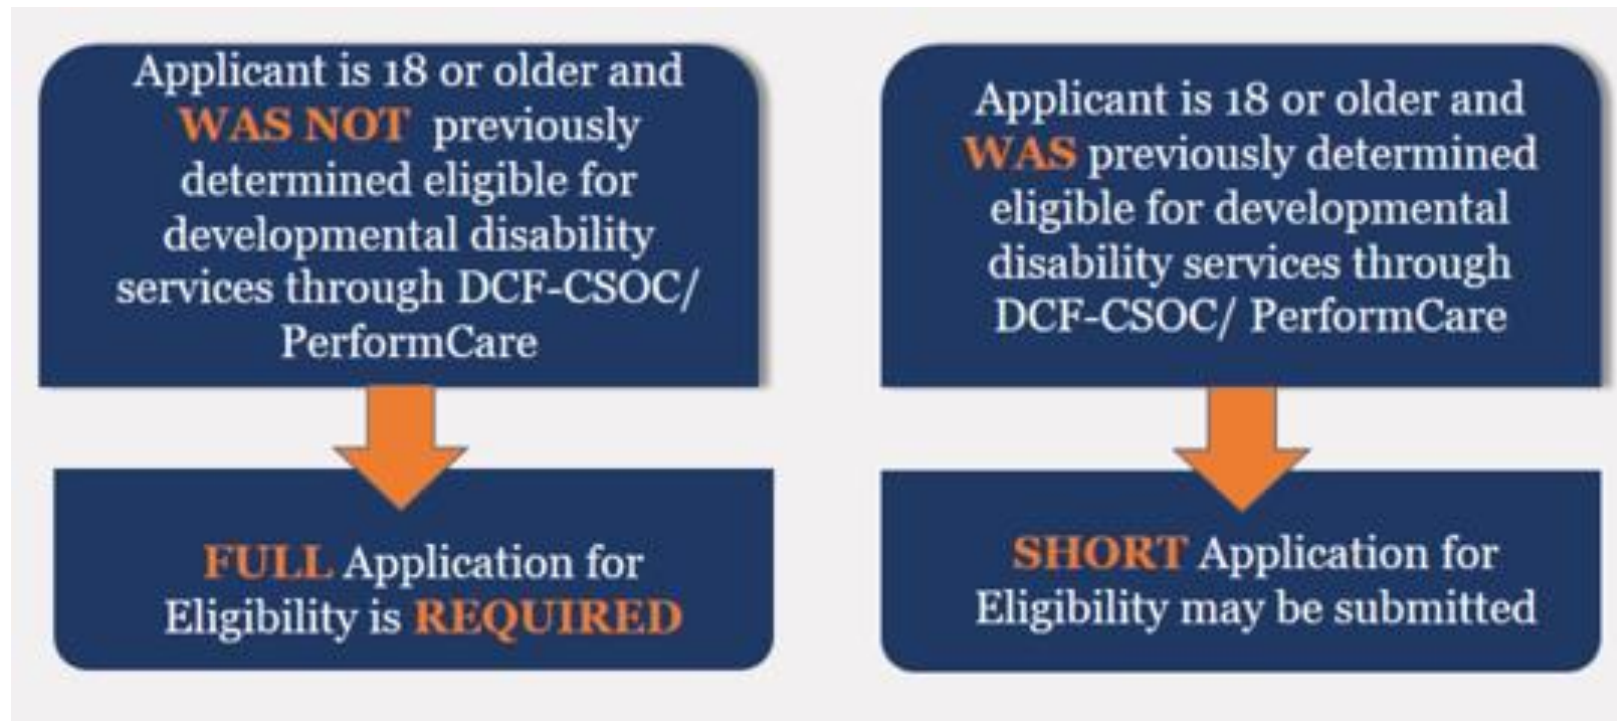 Applicant is 18 or older and
WAS NOT previously
determined eligible for
developmental disability
services through DCF-CSOC/
PerformCare
FULL Application for
Eligibility is REQUIRED
Applicant is 18 or older and
WAS previously determined
eligible for developmental
disability services through
DCF-CSOC/ PerformCare
SHORT Application for
Eligibility may be submitted